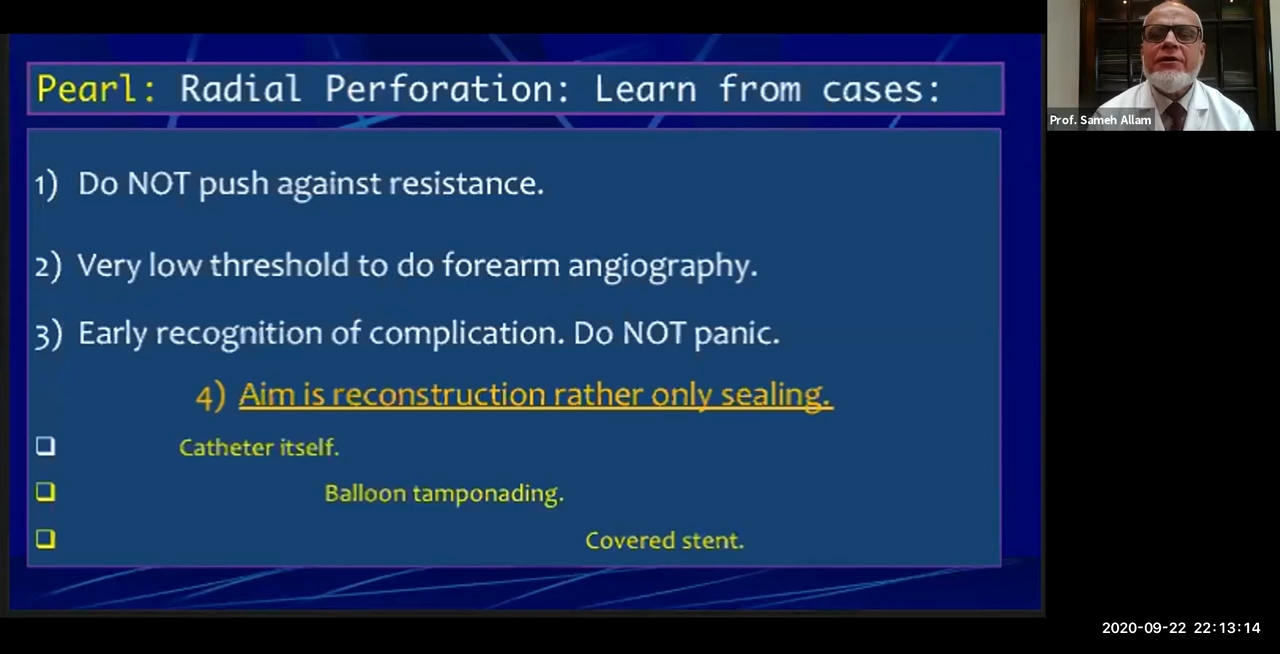 Pearl: Radial Perforation: Learn from cases:
Prof. Sameh Allam
1) Do NOT push against resistance.
2) Very low threshold to do forearm angiography.
3) Early recognition of complication. Do NOT panic.
4) Aim is reconstruction rather only sealing.
Catheter itself.
Balloon tamponading.
Covered stent.
2020-09-22 22:13:14